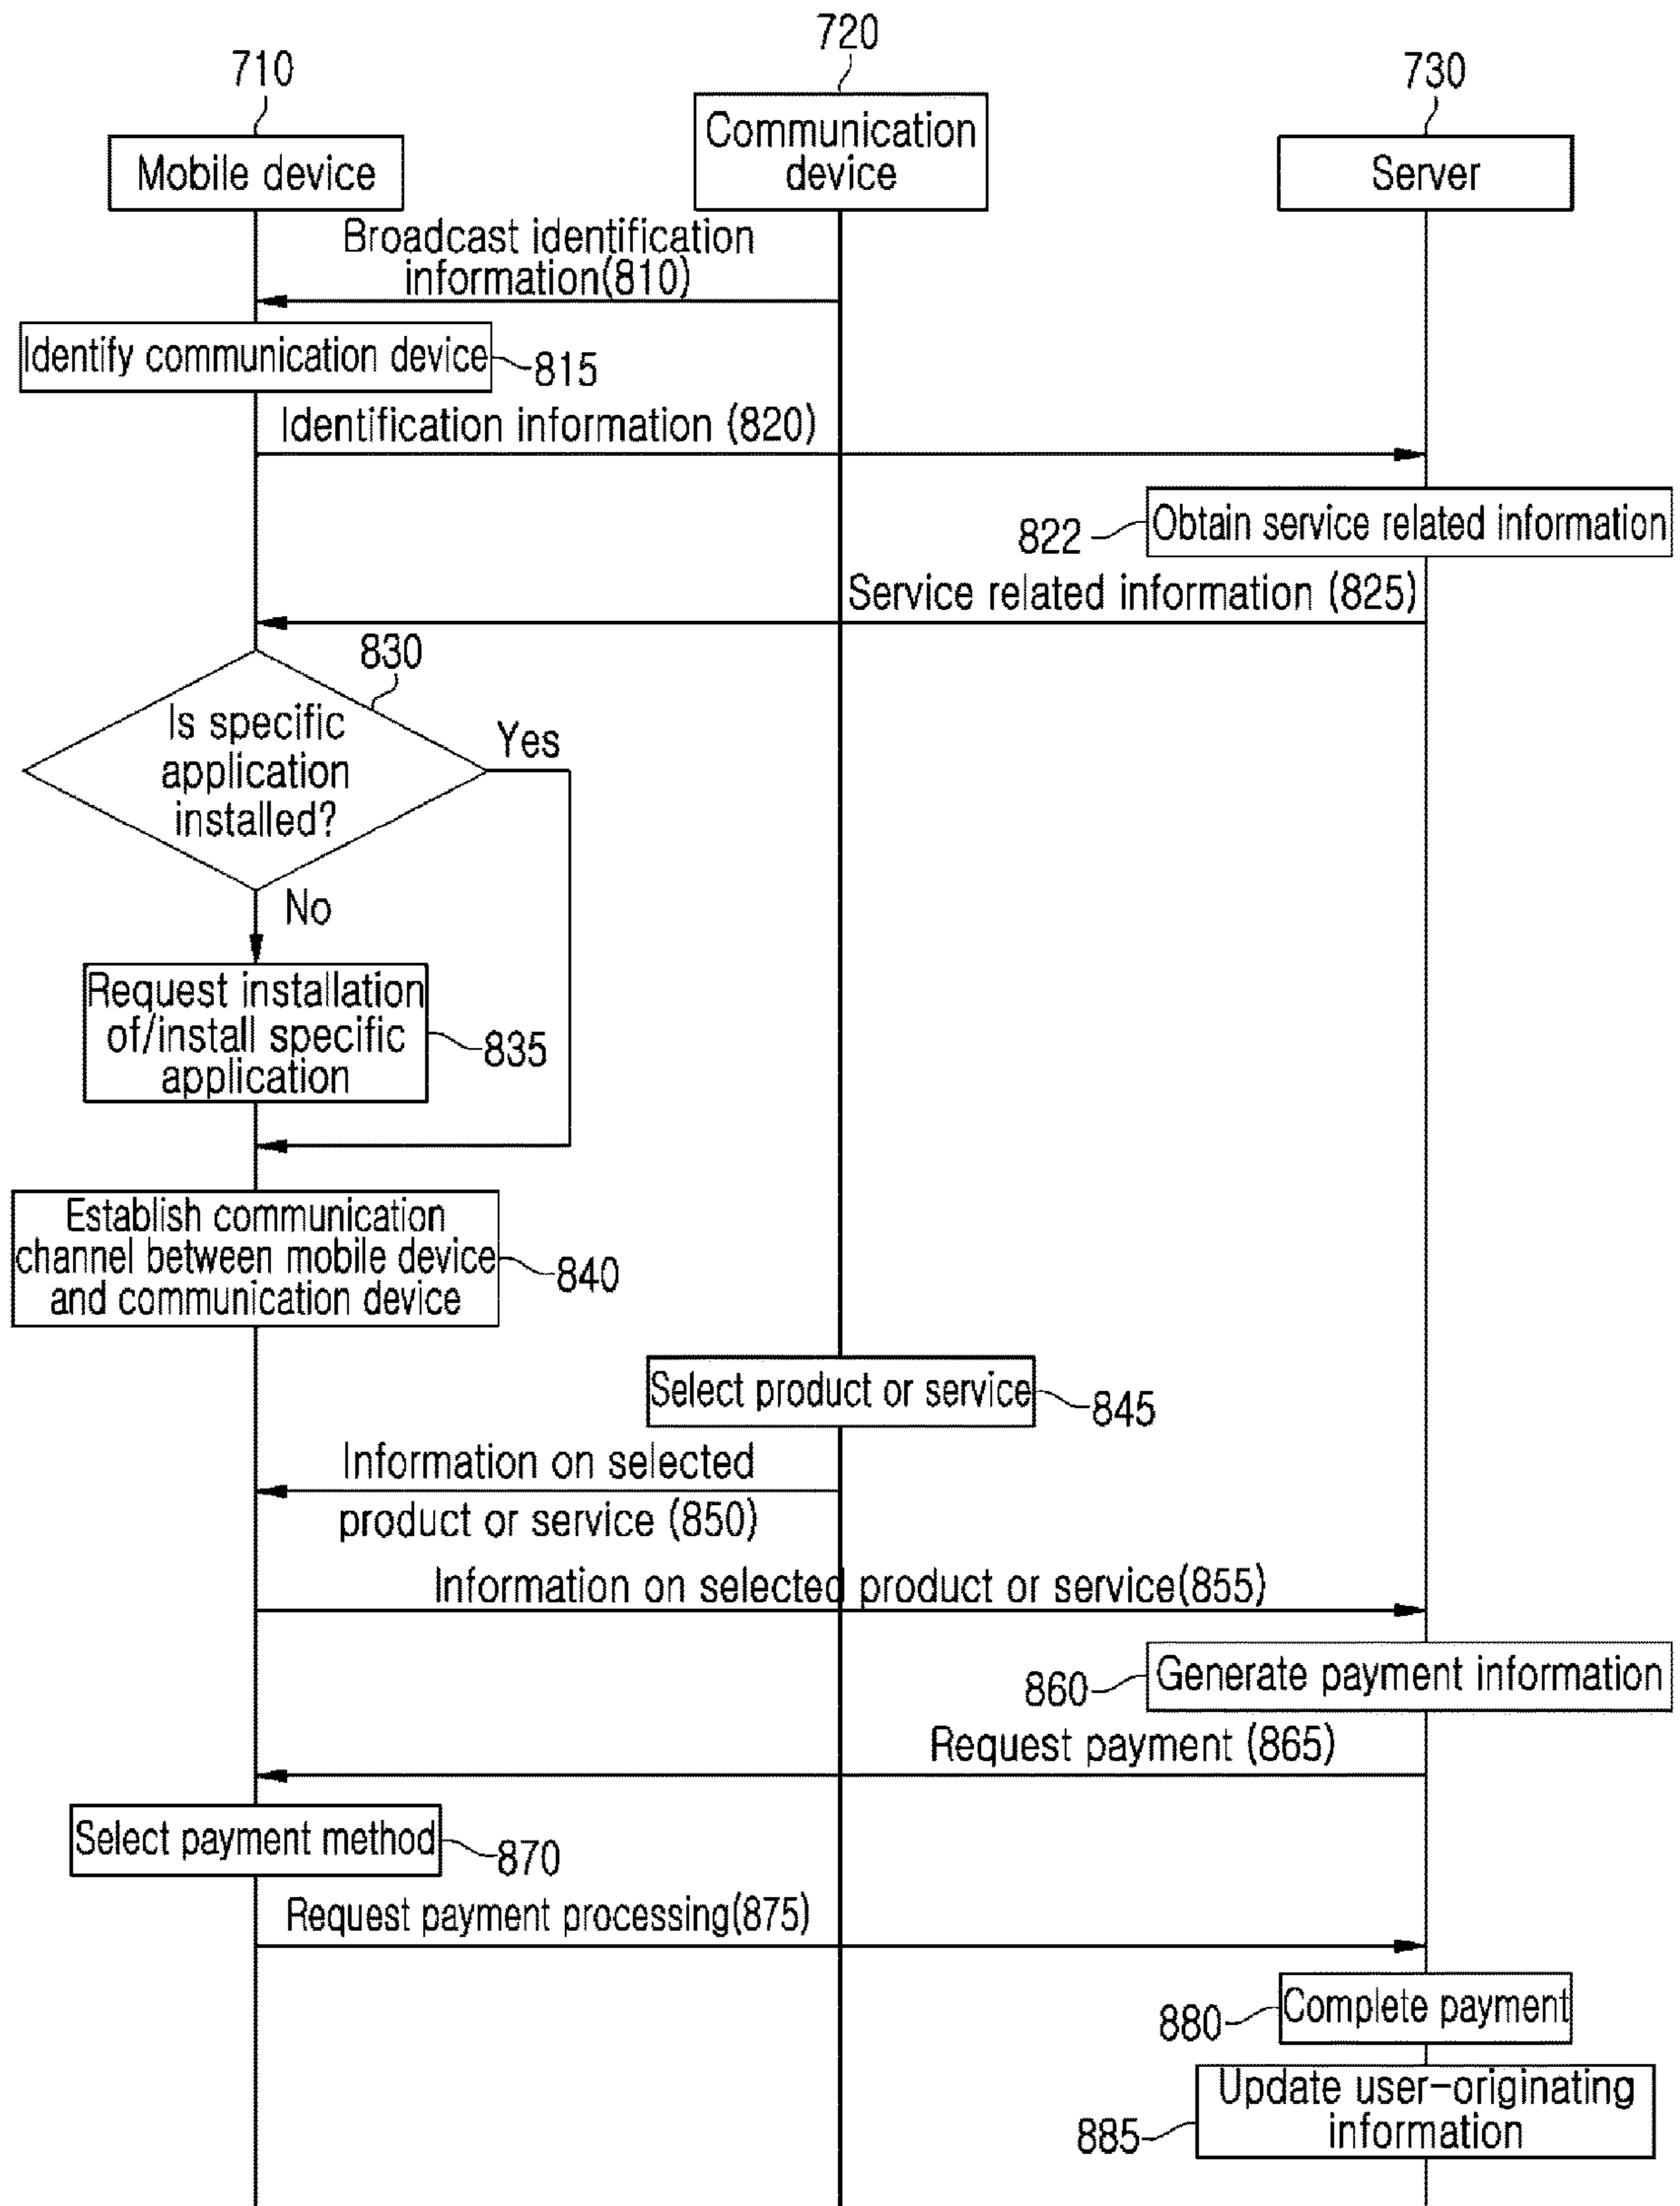 710
720
730
Mobile device
Communication
device
Server
Broadcast identification
information(810)
Identify communication device
815
Identification information (820)
822
Obtain service related information
Service related information (825)
830
Is specific
application
installed?
Yes
No
Request installation
of/install specific
application
835
Establish communication
channel between mobile device
and communication device
840
Select product or service
845
Information on selected
product or service (850)
Information on selected product or service(855)
860
Generate payment information
Request payment (865)
Select payment method
870
Request payment processing(875)
880
Complete payment
885
Update user-originating
information